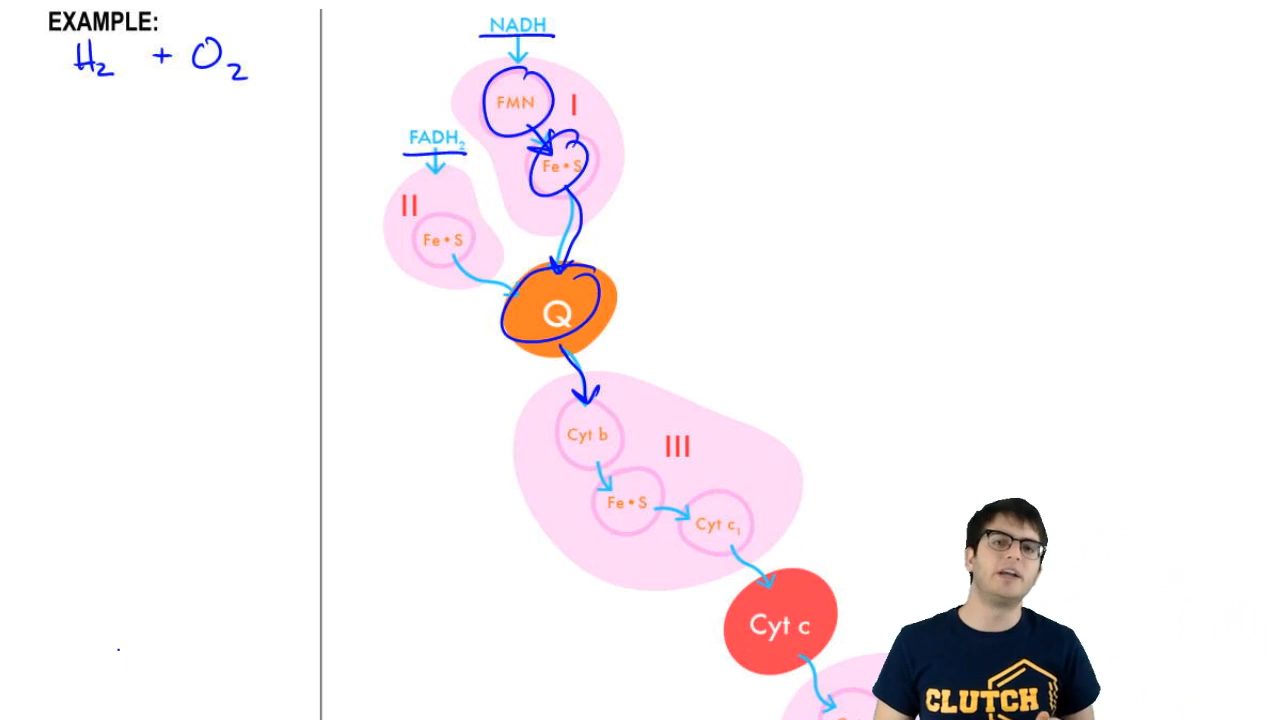 EXAMPLE:
H₂ + O₂
NADH
FMN
I
FADH₂
Fe • S
II
Fe • S
Q
Cyt b
III
Fe • S
Cyt c₁
Cyt c
CLUTCH